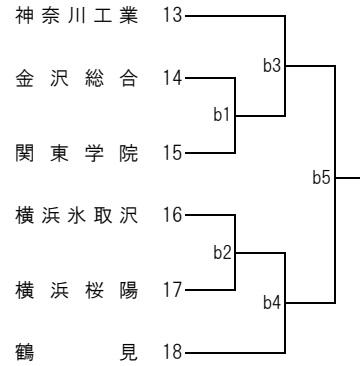 神奈川工業 13
b3
金沢総合 14
b1
関東学院 15
b5
横浜氷取沢 16
b2
横浜桜陽 17
b4
鶴見 18